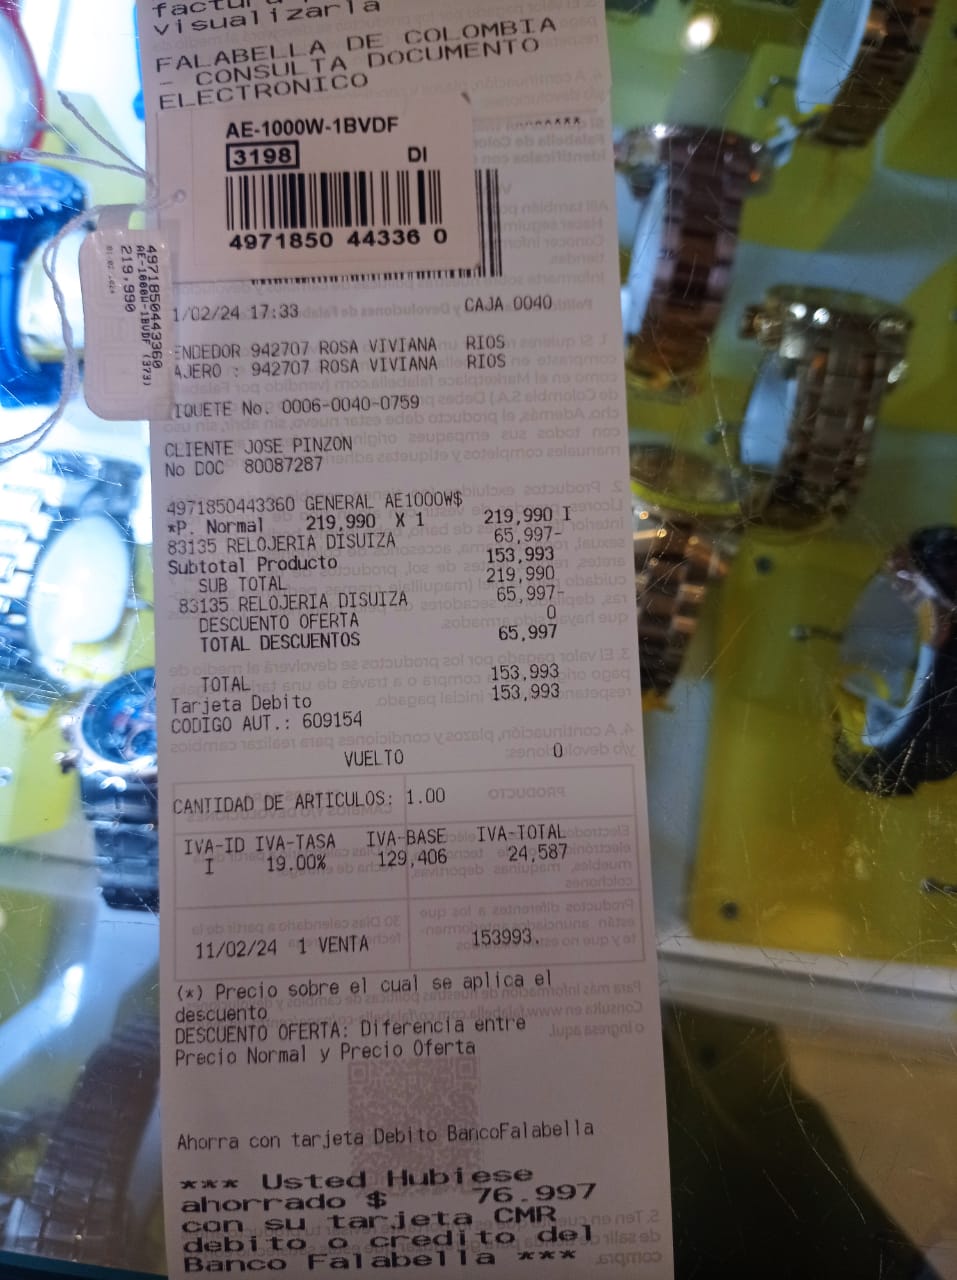 visualizarla
FALABELLA DE COLOMBIA
- CONSULTA DOCUMENTO
ELECTRONICO
AE-1000W-1BVDF
3198 DI
4971850 44336 0
4971850443360
AE-1000W-1BVDF (373)
219,990
1/02/24 17:33 CAJA 0040
ENDEDOR 942707 ROSA VIVIANA RIOS
AJERO : 942707 ROSA VIVIANA RIOS
IQUETE No. 0006-0040-0759
CLIENTE JOSE PINZON
No DOC 80087287
4971850443360 GENERAL AE1000W$
*P. Normal 219,990 X 1 219,990 I
83135 RELOJERIA DISUIZA 65,997-
Subtotal Producto 153,993
SUB TOTAL 219,990
83135 RELOJERIA DISUIZA 65,997-
DESCUENTO OFERTA 0
TOTAL DESCUENTOS 65,997
TOTAL 153,993
Tarjeta Debito 153,993
CODIGO AUT.: 609154
VUELTO 0
CANTIDAD DE ARTICULOS: 1.00
IVA-ID IVA-TASA IVA-BASE IVA-TOTAL
I 19.00% 129,406 24,587
11/02/24 1 VENTA 153993.
(*) Precio sobre el cual se aplica el
descuento
DESCUENTO OFERTA: Diferencia entre
Precio Normal y Precio Oferta
Ahorra con tarjeta Debito BancoFalabella
*** Usted Hubiese
ahorrado $ 76.997
con su tarjeta CMR
debito o credito del
Banco Falabella ***